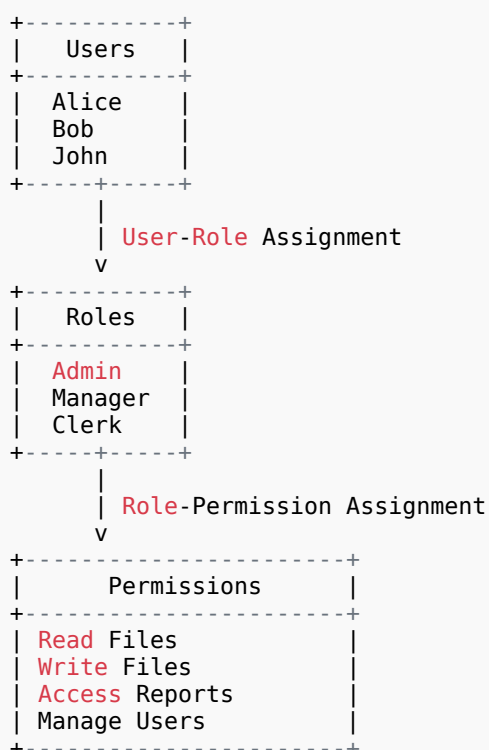 Users
Alice
Bob
John
User-Role Assignment
v
Roles
Admin
Manager
Clerk
Role-Permission Assignment
v
Permissions
Read Files
Write Files
Access Reports
Manage Users